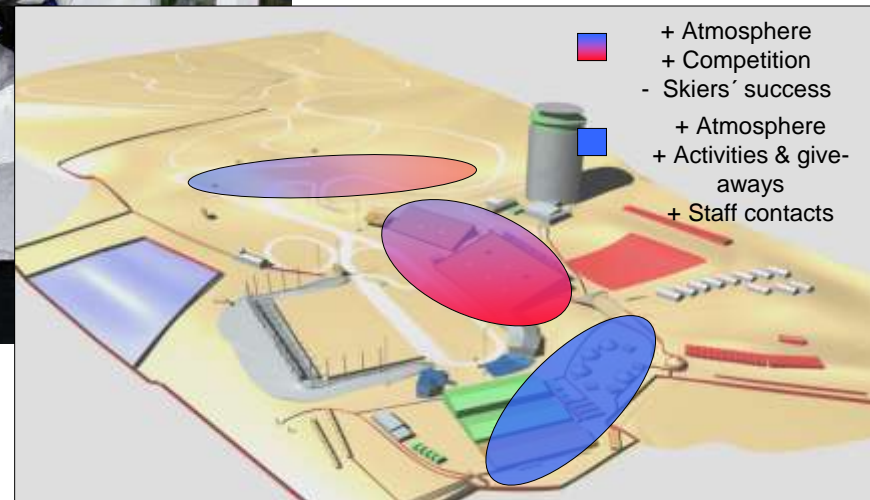 + Atmosphere
+ Competition
- Skiers´ success
+ Atmosphere
+ Activities & give-
aways
+ Staff contacts